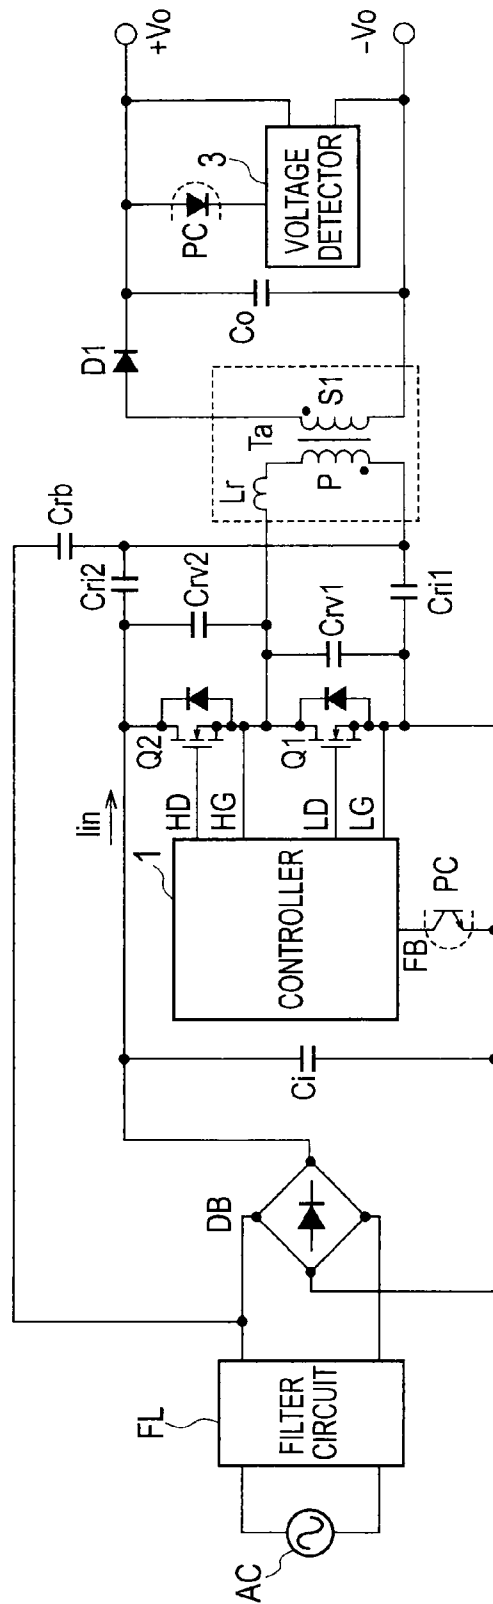 AC
FL
FILTER
CIRCUIT
DB
Ci
Iin
1
CONTROLLER
HD
HG
LD
LG
FB
PC
Q2
Q1
Crb
Cri2
Crv2
Crv1
Cri1
Lr
Ta
P
S1
D1
Co
PC
3
VOLTAGE
DETECTOR
+Vo
-Vo